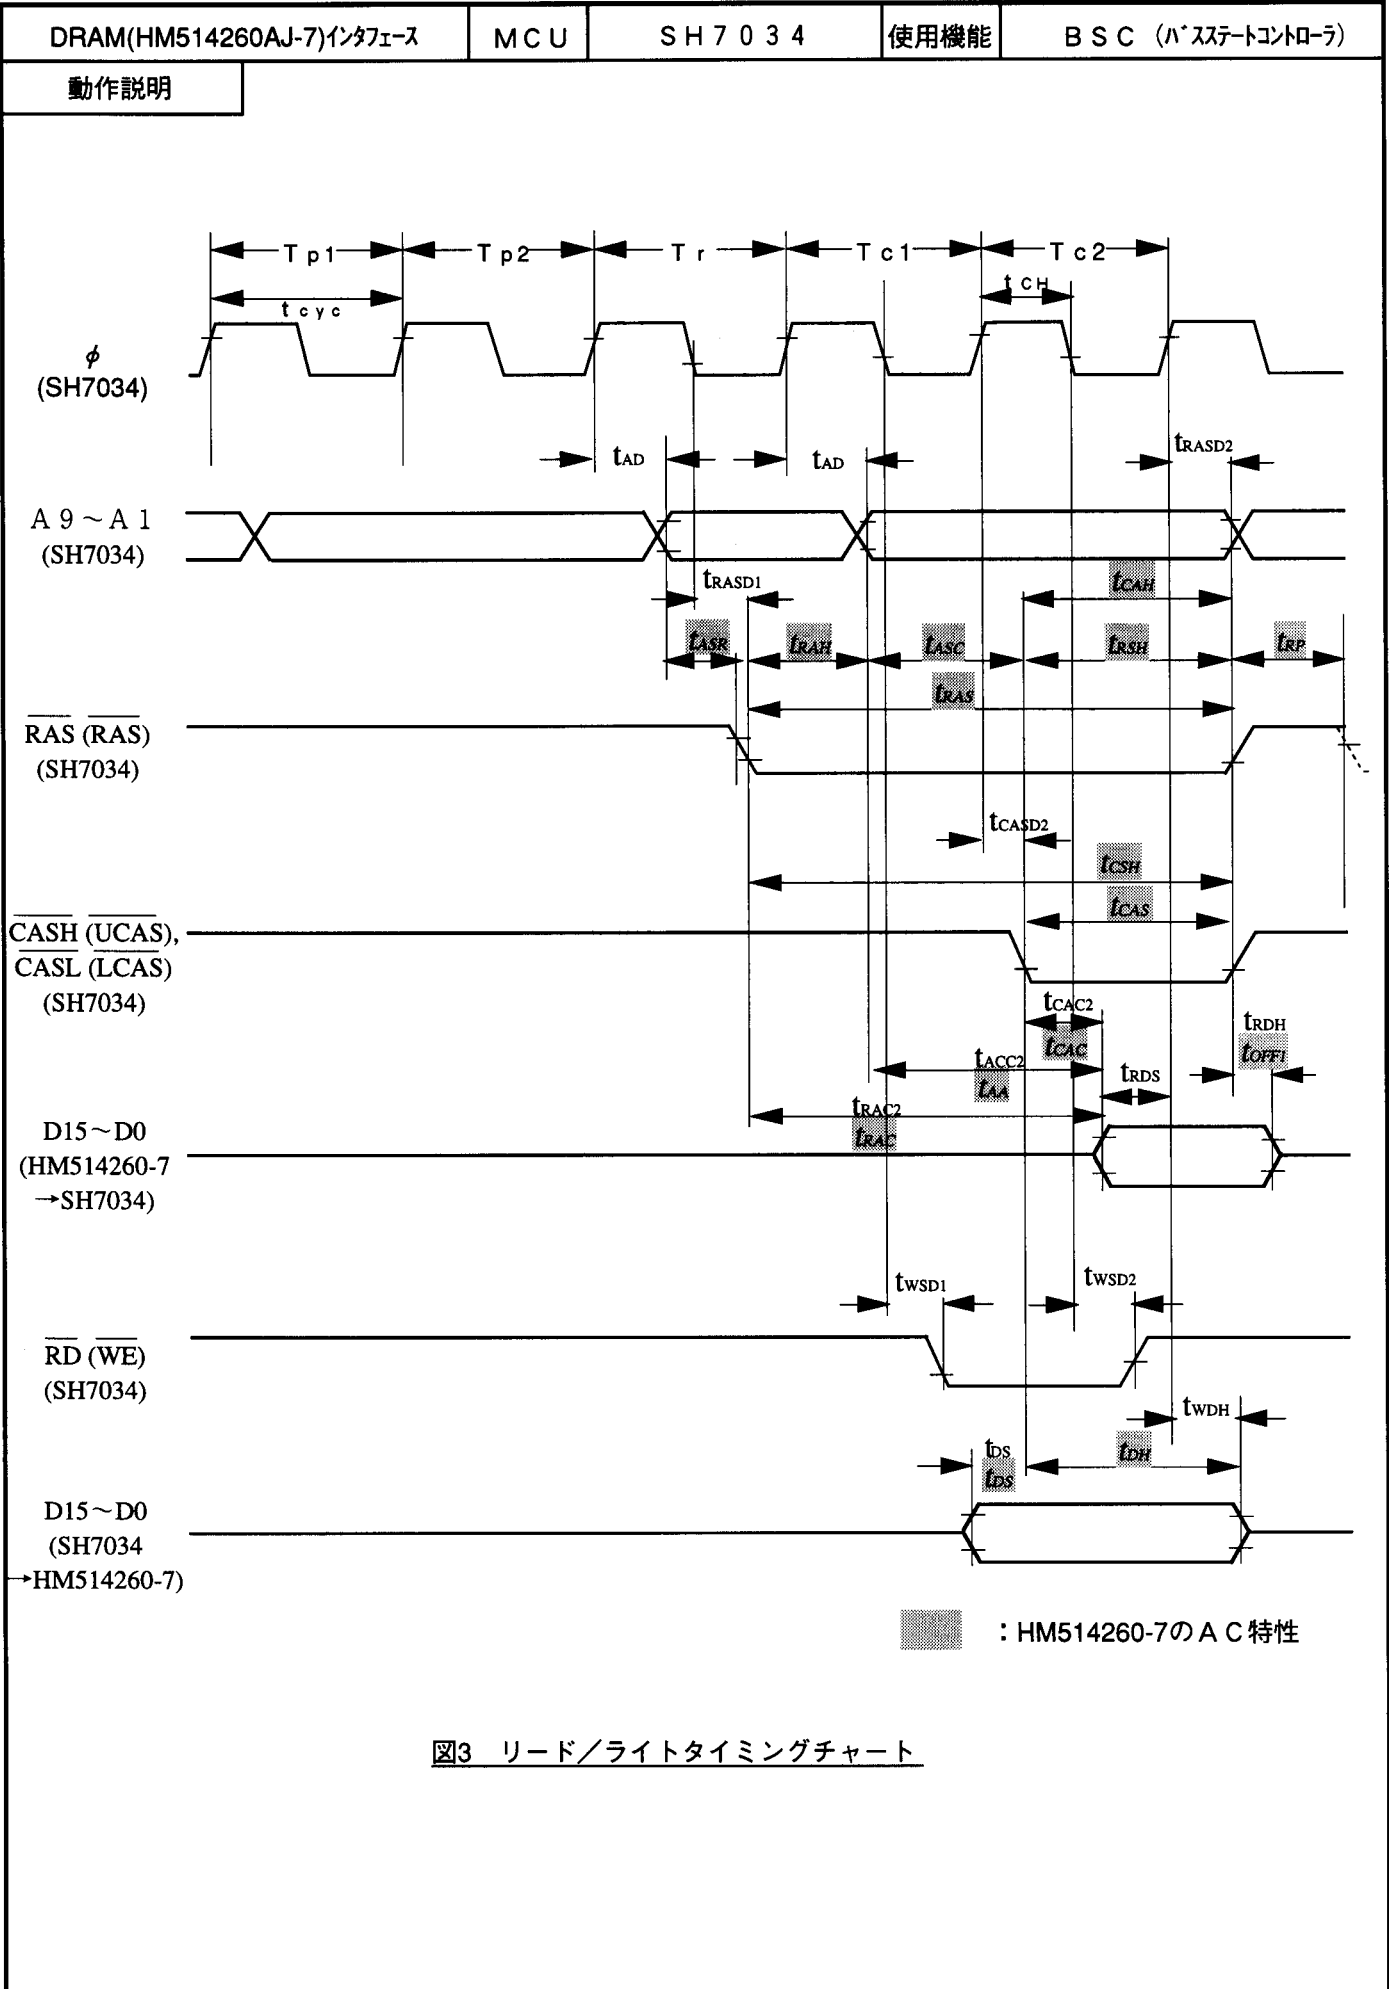 DRAM(HM514260AJ-7)インタフェース MCU SH7034 使用機能 BSC (バスステートコントローラ)
動作説明
Tp1 Tp2 Tr Tc1 Tc2
tcyc tCH
φ
(SH7034)
tAD tAD tRASD2
A9～A1
(SH7034)
tRASD1 tCAH
tASR tRAH tASC tRSH tRP
tRAS
RAS (RAS)
(SH7034)
tCASD2
tCSH
tCAS
CASH (UCAS),
CASL (LCAS)
(SH7034)
tCAC2 tRDH
tCAC tOFF1
tACC2 tRDS
tAA
tRAC2
tRAC
D15～D0
(HM514260-7
→SH7034)
tWSD1 tWSD2
RD (WE)
(SH7034)
tWDH
tDS tDH
tDS
D15～D0
(SH7034
→HM514260-7)
：HM514260-7のAC特性
図3 リード／ライトタイミングチャート